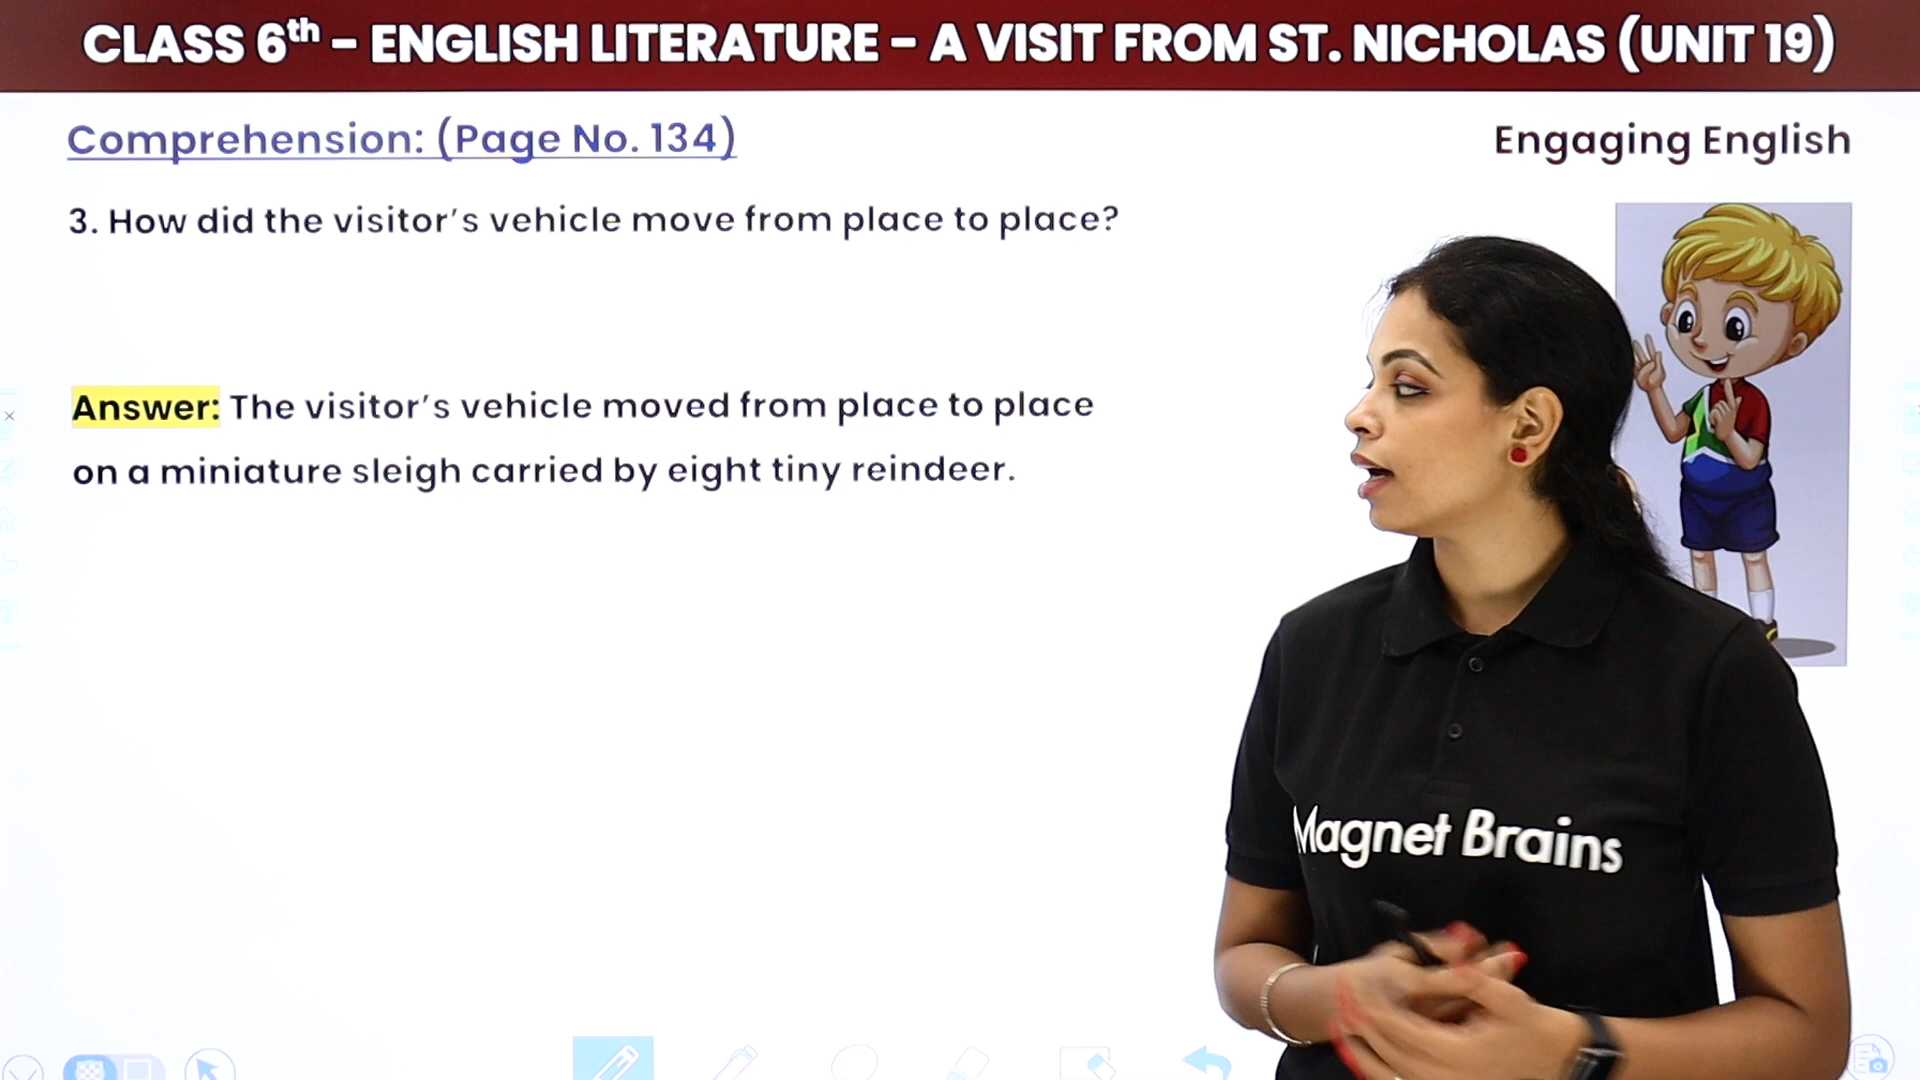 CLASS 6th – ENGLISH LITERATURE – A VISIT FROM ST. NICHOLAS (UNIT 19)
Comprehension: (Page No. 134)
Engaging English
3. How did the visitor’s vehicle move from place to place?
Answer: The visitor’s vehicle moved from place to place
on a miniature sleigh carried by eight tiny reindeer.
Magnet Brains